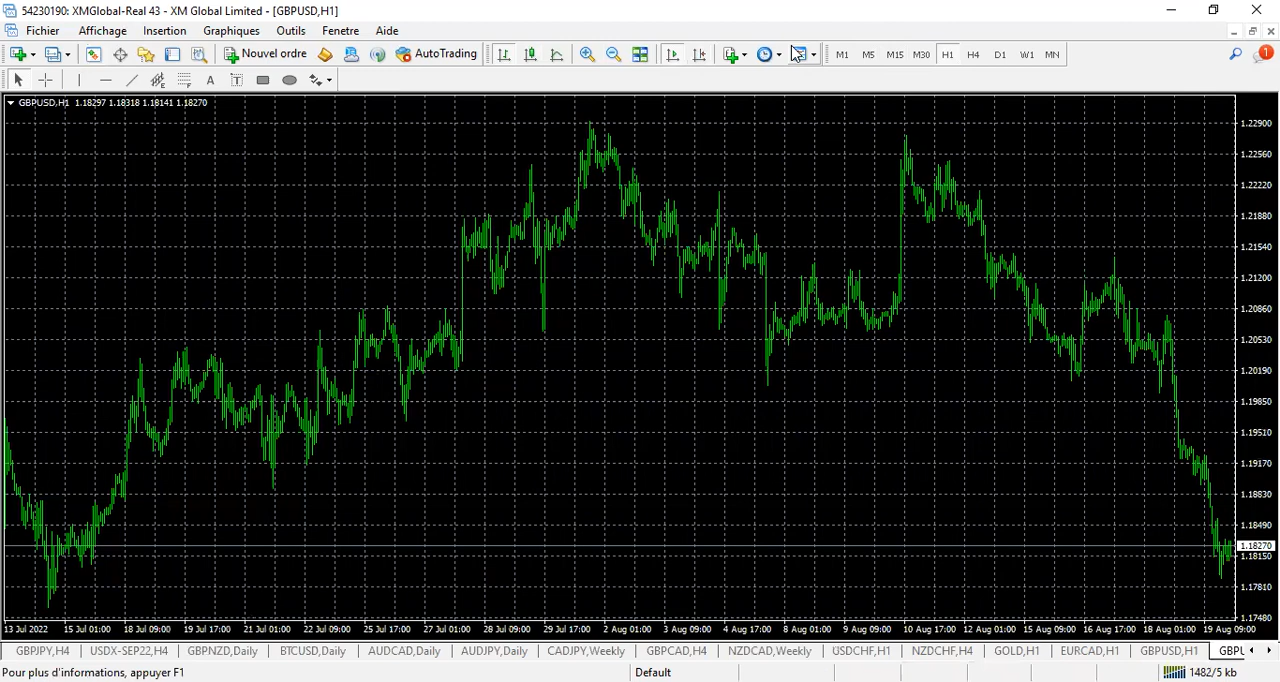 54230190: XMGlobal-Real 43 - XM Global Limited - [GBPUSD,H1]
Fichier Affichage Insertion Graphiques Outils Fenetre Aide
Nouvel ordre AutoTrading M1 M5 M15 M30 H1 H4 D1 W1 MN 1
A T
GBPUSD,H1 1.18297 1.18318 1.18141 1.18270
1.22900
1.22560
1.22220
1.21880
1.21540
1.21200
1.20860
1.20530
1.20190
1.19850
1.19510
1.19170
1.18830
1.18490
1.18270
1.18150
1.17810
1.17480
13 Jul 2022 15 Jul 01:00 18 Jul 09:00 19 Jul 17:00 21 Jul 01:00 22 Jul 09:00 25 Jul 17:00 27 Jul 01:00 28 Jul 09:00 29 Jul 17:00 2 Aug 01:00 3 Aug 09:00 4 Aug 17:00 8 Aug 01:00 9 Aug 09:00 10 Aug 17:00 12 Aug 01:00 15 Aug 09:00 16 Aug 17:00 18 Aug 01:00 19 Aug 09:00
GBPJPY,H4 USDX-SEP22,H4 GBPNZD,Daily BTCUSD,Daily AUDCAD,Daily AUDJPY,Daily CADJPY,Weekly GBPCAD,H4 NZDCAD,Weekly USDCHF,H1 NZDCHF,H4 GOLD,H1 EURCAD,H1 GBPUSD,H1 GBPU
Pour plus d'informations, appuyer F1 Default 1482/5 kb